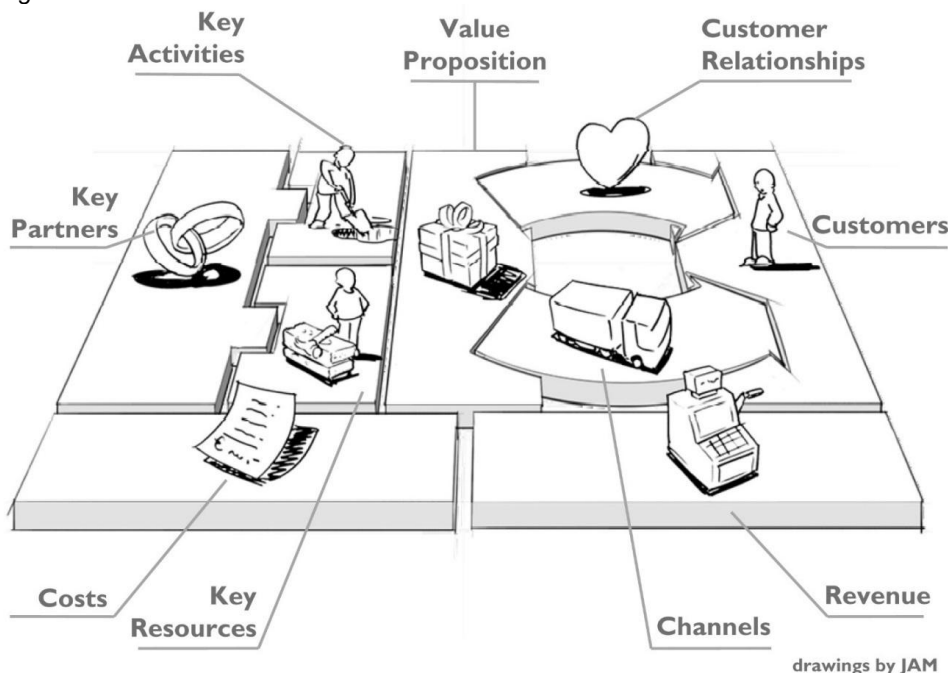 Key
Activities
Value
Proposition
Customer
Relationships
Key
Partners
Customers
Costs
Key
Resources
Channels
Revenue
drawings by JAM